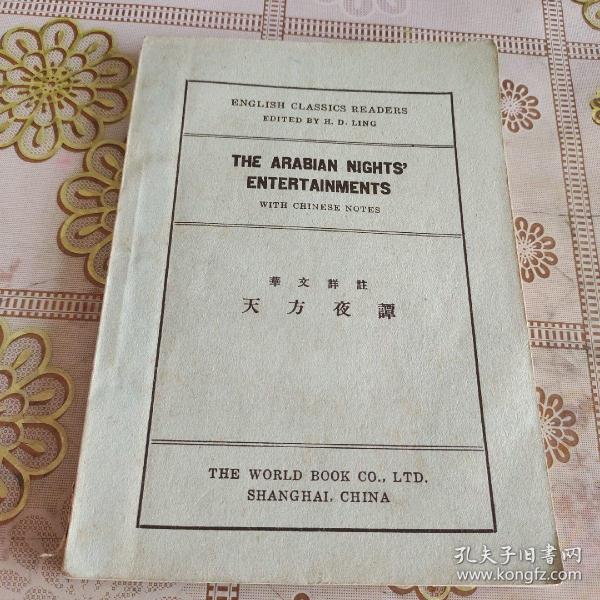 ENGLISH CLASSICS READERS
EDITED BY H. D. LING
THE ARABIAN NIGHTS'
ENTERTAINMENTS
WITH CHINESE NOTES
華文詳註
天方夜譚
THE WORLD BOOK CO., LTD.
SHANGHAI, CHINA
孔夫子旧書网
www.kongfz.com